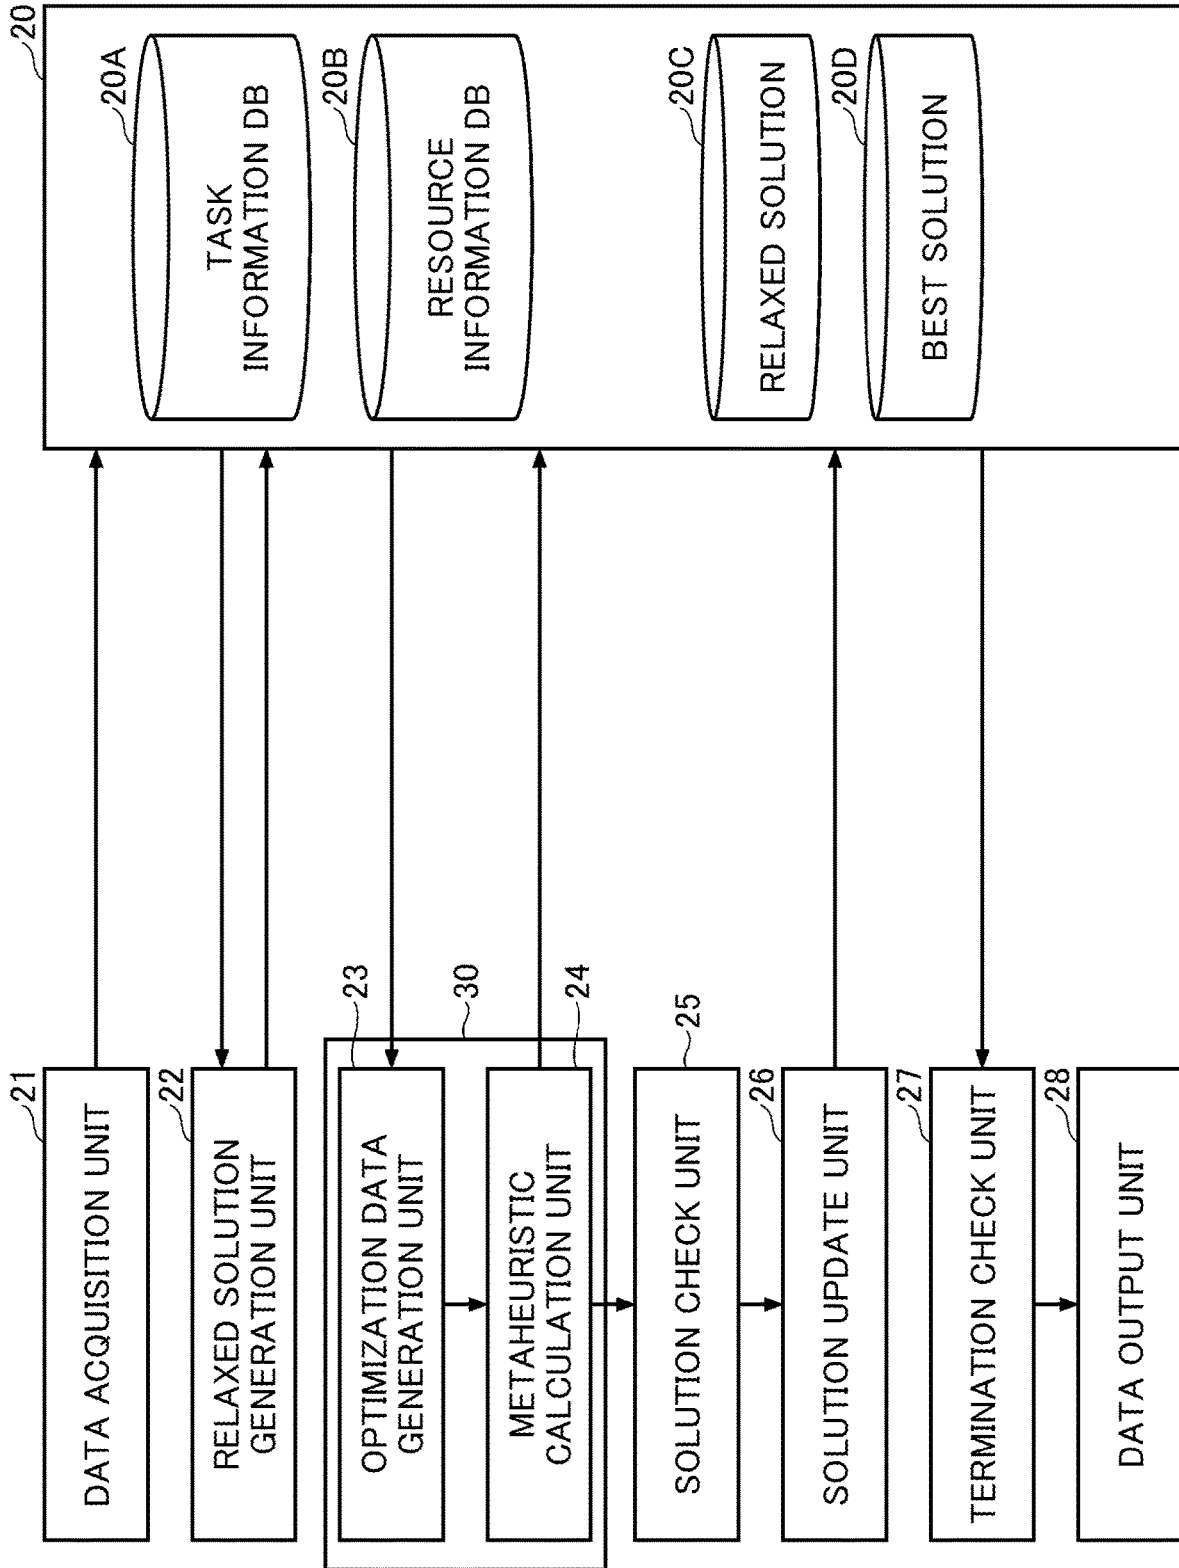 21
DATA ACQUISITION UNIT
22
RELAXED SOLUTION
GENERATION UNIT
23
OPTIMIZATION DATA
GENERATION UNIT
30
24
METAHEURISTIC
CALCULATION UNIT
25
SOLUTION CHECK UNIT
26
SOLUTION UPDATE UNIT
27
TERMINATION CHECK UNIT
28
DATA OUTPUT UNIT
20
20A
TASK
INFORMATION DB
20B
RESOURCE
INFORMATION DB
20C
RELAXED SOLUTION
20D
BEST SOLUTION